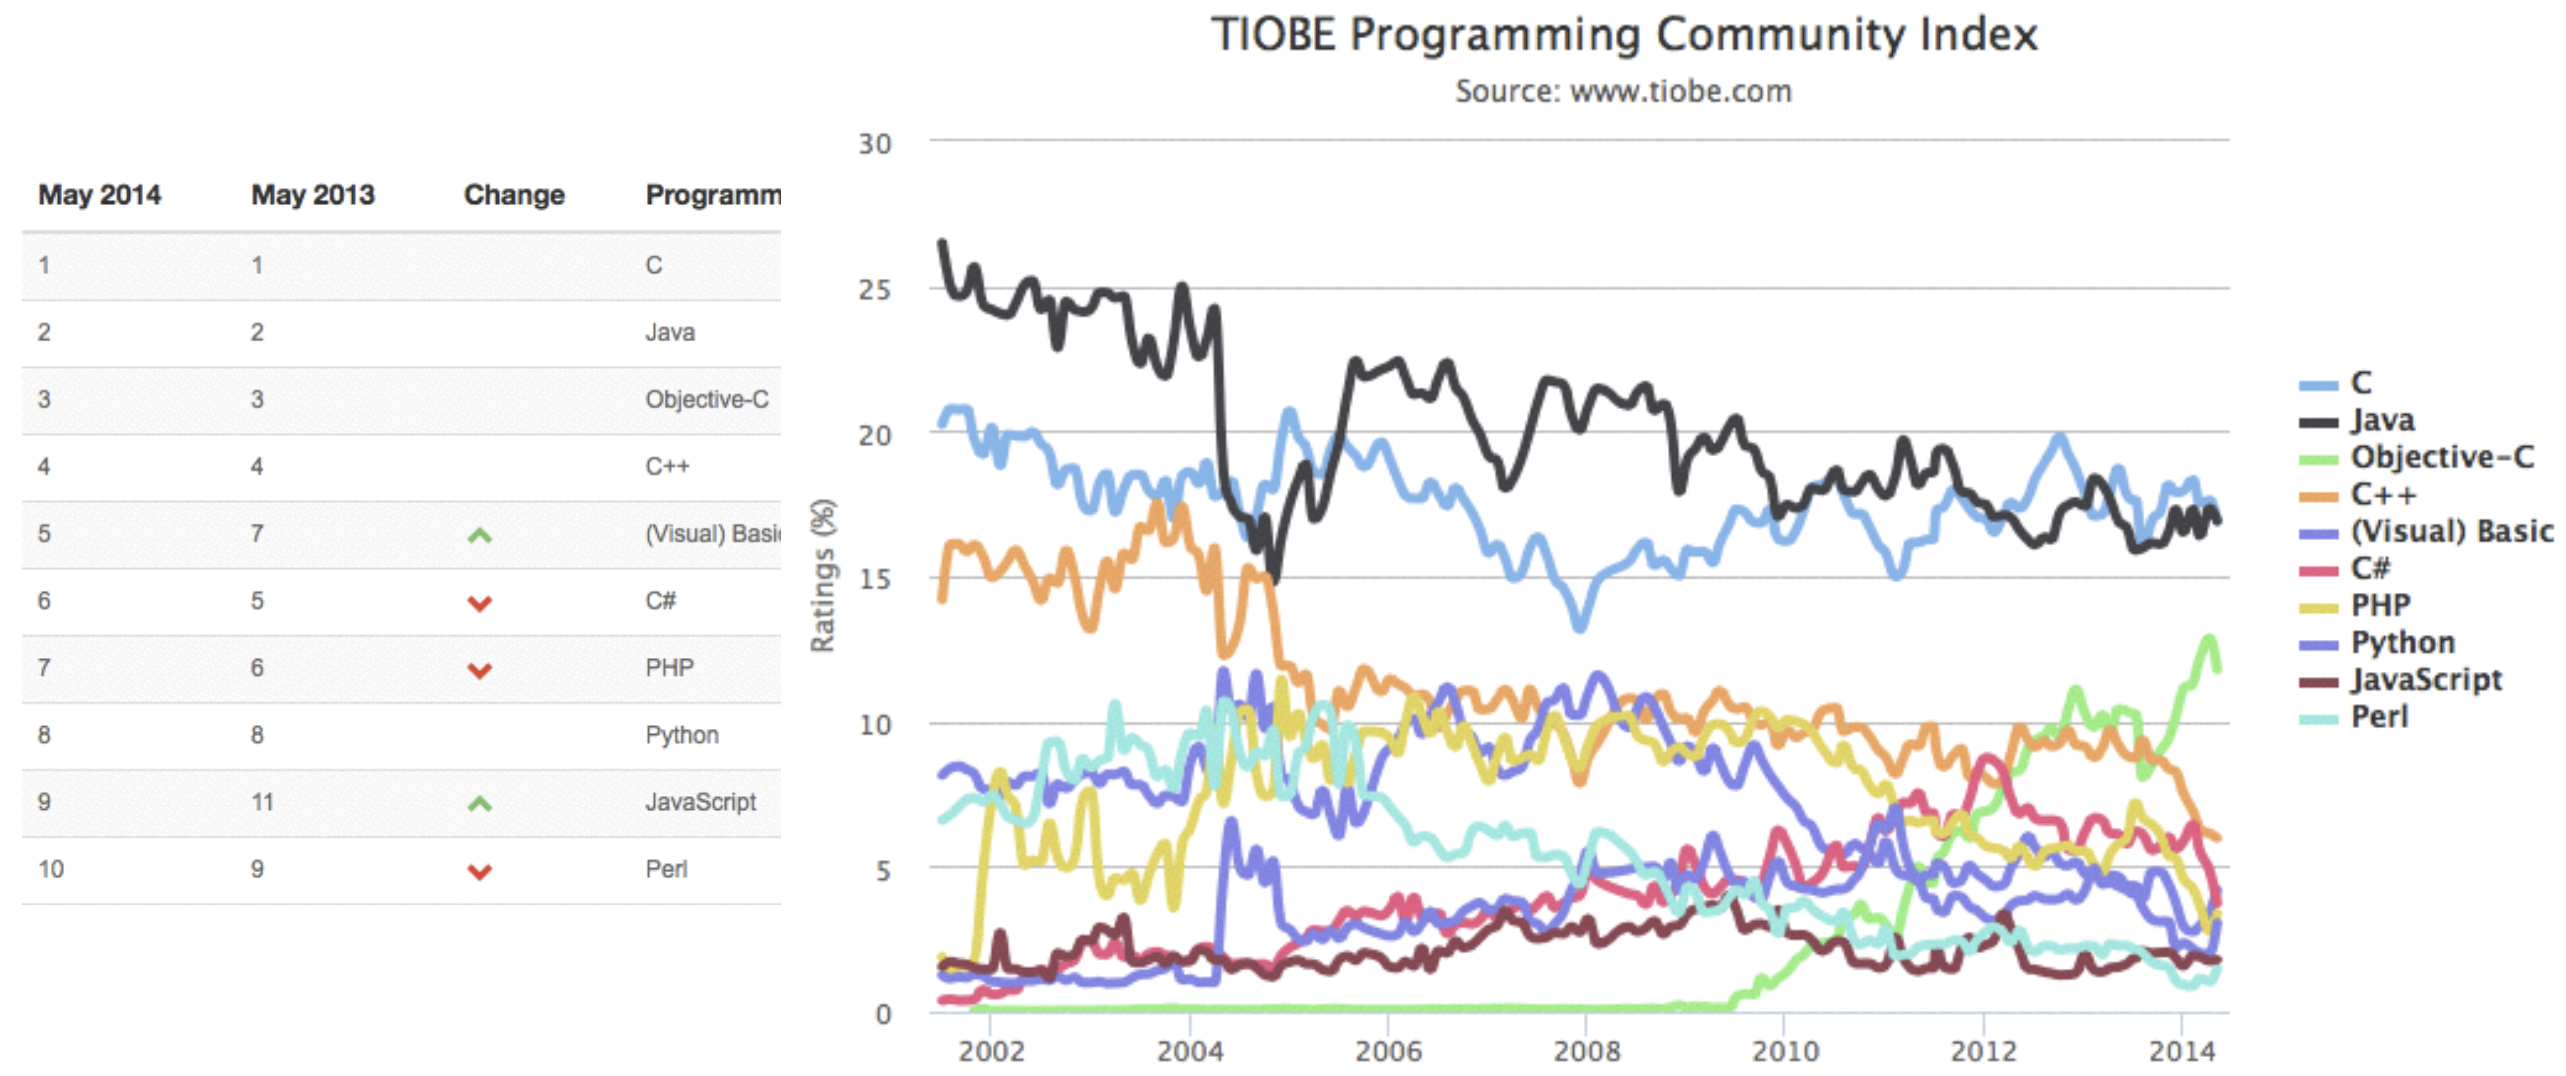 May 2014 May 2013 Change Programm
1 1 C
2 2 Java
3 3 Objective-C
4 4 C++
5 7 (Visual) Basi
6 5 C#
7 6 PHP
8 8 Python
9 11 JavaScript
10 9 Perl
TIOBE Programming Community Index
Source: www.tiobe.com
Ratings (%)
30
25
20
15
10
5
0
2002 2004 2006 2008 2010 2012 2014
C
Java
Objective-C
C++
(Visual) Basic
C#
PHP
Python
JavaScript
Perl